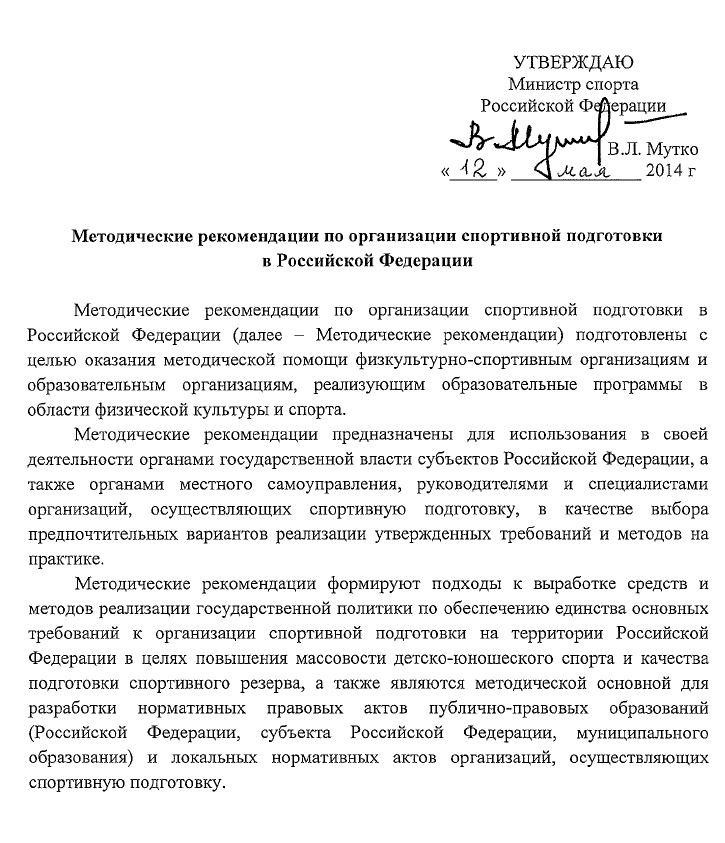 УТВЕРЖДАЮ
Министр спорта
Российской Федерации
В. Мутко
В.Л. Мутко
« 12 » мая 2014 г
Методические рекомендации по организации спортивной подготовки
в Российской Федерации
Методические рекомендации по организации спортивной подготовки в
Российской Федерации (далее – Методические рекомендации) подготовлены с
целью оказания методической помощи физкультурно-спортивным организациям и
образовательным организациям, реализующим образовательные программы в
области физической культуры и спорта.
Методические рекомендации предназначены для использования в своей
деятельности органами государственной власти субъектов Российской Федерации, а
также органами местного самоуправления, руководителями и специалистами
организаций, осуществляющих спортивную подготовку, в качестве выбора
предпочтительных вариантов реализации утвержденных требований и методов на
практике.
Методические рекомендации формируют подходы к выработке средств и
методов реализации государственной политики по обеспечению единства основных
требований к организации спортивной подготовки на территории Российской
Федерации в целях повышения массовости детско-юношеского спорта и качества
подготовки спортивного резерва, а также являются методической основной для
разработки нормативных правовых актов публично-правовых образований
(Российской Федерации, субъекта Российской Федерации, муниципального
образования) и локальных нормативных актов организаций, осуществляющих
спортивную подготовку.